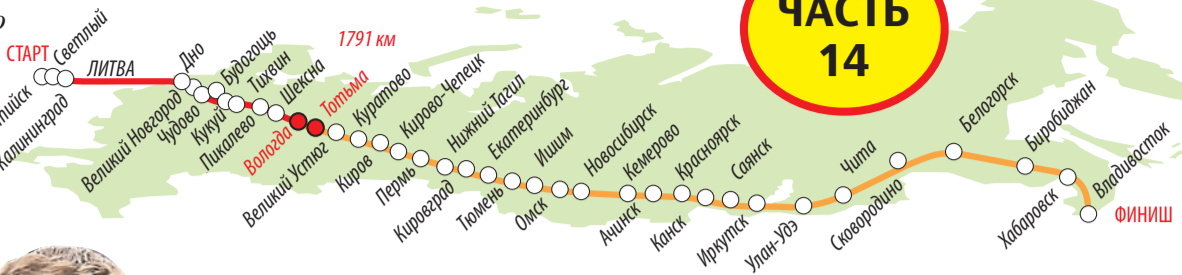 ЧАСТЬ
14
СТАРТ
Светлый
Калининград
ЛИТВА
Дно
Великий Новгород
Чудово
Будогощь
Кукуй
Тихвин
Пикалево
Шексна
1791 км
Вологда
Тотьма
Великий Устюг
Куратово
Киров
Кирово-Чепецк
Пермь
Нижний Тагил
Кировград
Екатеринбург
Тюмень
Ишим
Омск
Новосибирск
Ачинск
Кемерово
Канск
Красноярск
Иркутск
Саянск
Улан-Удэ
Чита
Сковородино
Белогорск
Биробиджан
Хабаровск
Владивосток
ФИНИШ